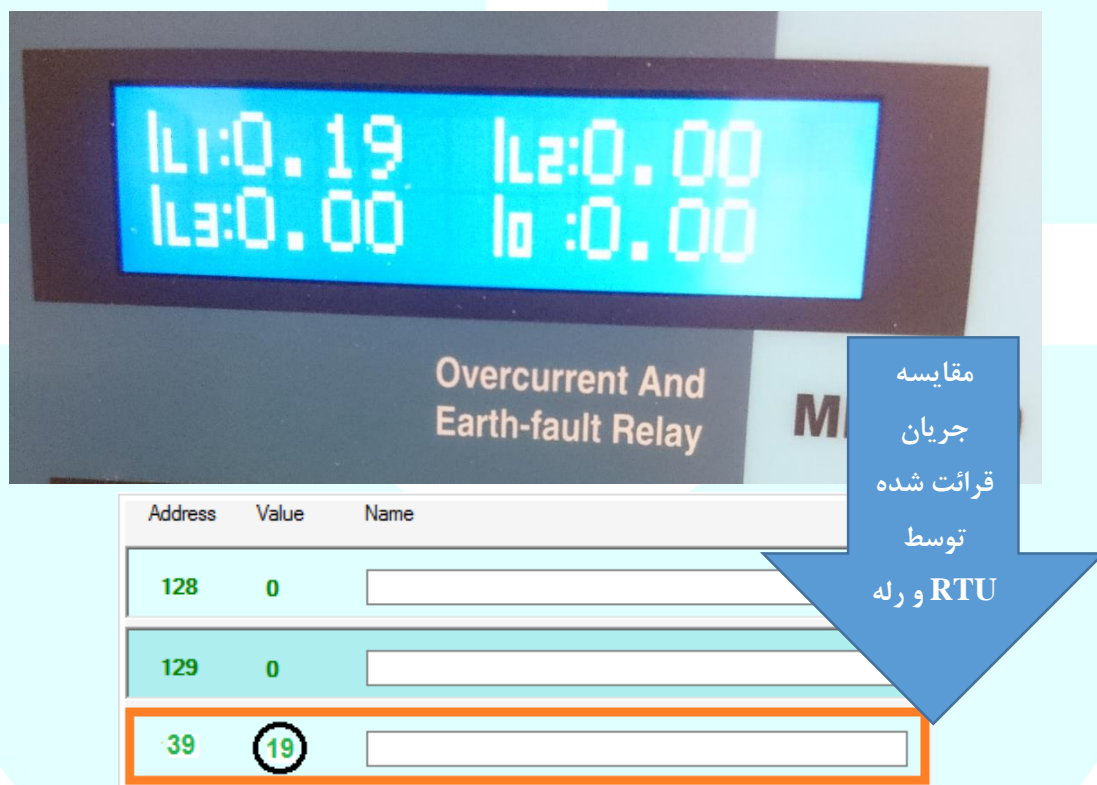 IL1:0.19 IL2:0.00
IL3:0.00 I0 :0.00
Overcurrent And
Earth-fault Relay
مقایسه
جریان
قرائت شده
توسط
RTU و رله
Address Value Name
128 0
129 0
39 19